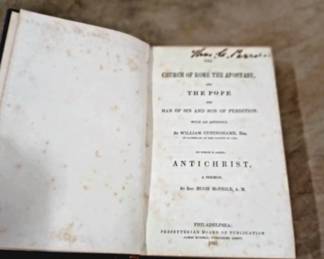 THE
CHURCH OF ROME THE APOSTASY,
AND
THE POPE
THE
MAN OF SIN AND SON OF PERDITION.
WITH AN APPENDIX.
By WILLIAM CUNINGHAME, Esq.
TO WHICH IS ADDED,
ANTICHRIST,
A SERMON,
By Rev. HUGH McNEILE, A. M.
PHILADELPHIA:
PRESBYTERIAN BOARD OF PUBLICATION